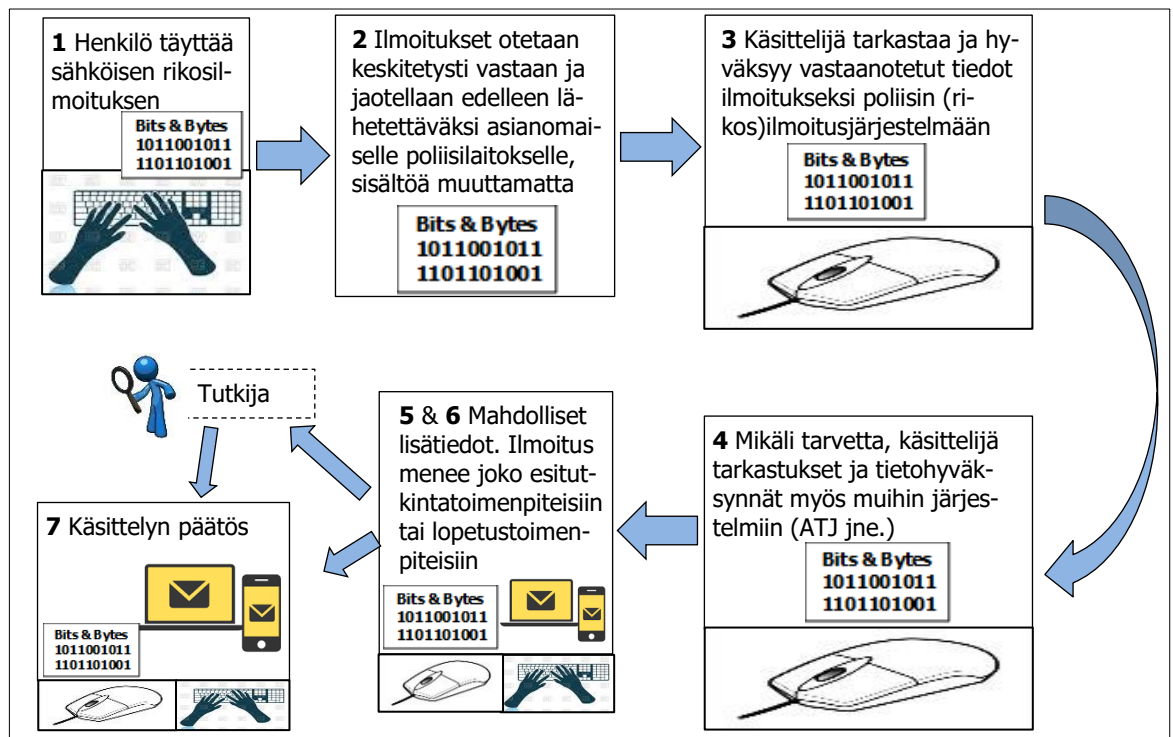 1 Henkilö täyttää
sähköisen rikosil-
moituksen
Bits & Bytes
1011001011
1101101001
2 Ilmoitukset otetaan
keskitetysti vastaan ja
jaotellaan edelleen lä-
hetettäväksi asianomai-
selle poliisilaitokselle,
sisältöä muuttamatta
Bits & Bytes
1011001011
1101101001
3 Käsittelijä tarkastaa ja hy-
väksyy vastaanotetut tiedot
ilmoitukseksi poliisin (ri-
kos)ilmoitusjärjestelmään
Bits & Bytes
1011001011
1101101001
4 Mikäli tarvetta, käsittelijä
tarkastukset ja tietohyväk-
synnät myös muihin järjes-
telmiin (ATJ jne.)
Bits & Bytes
1011001011
1101101001
5 & 6 Mahdolliset
lisätiedot. Ilmoitus
menee joko esitut-
kintatoimenpiteisiin
tai lopetustoimen-
piteisiin
Bits & Bytes
1011001011
1101101001
Tutkija
7 Käsittelyn päätös
Bits & Bytes
1011001011
1101101001